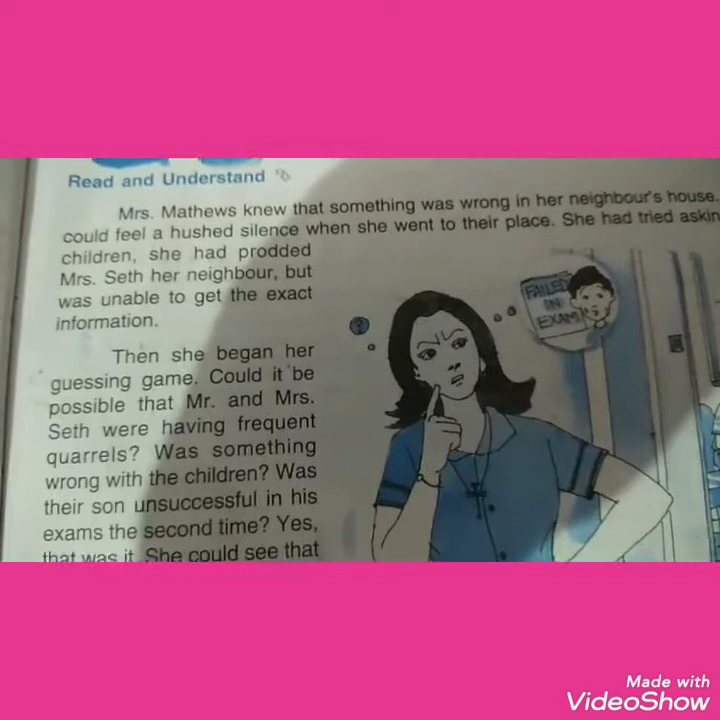 Read and Understand
Mrs. Mathews knew that something was wrong in her neighbour's house.
could feel a hushed silence when she went to their place. She had tried askin
children, she had prodded
Mrs. Seth her neighbour, but
was unable to get the exact
information.
Then she began her
guessing game. Could it be
possible that Mr. and Mrs.
Seth were having frequent
quarrels? Was something
wrong with the children? Was
their son unsuccessful in his
exams the second time? Yes,
that was it. She could see that
?
FAILED
IN
EXAM
Made with
VideoShow